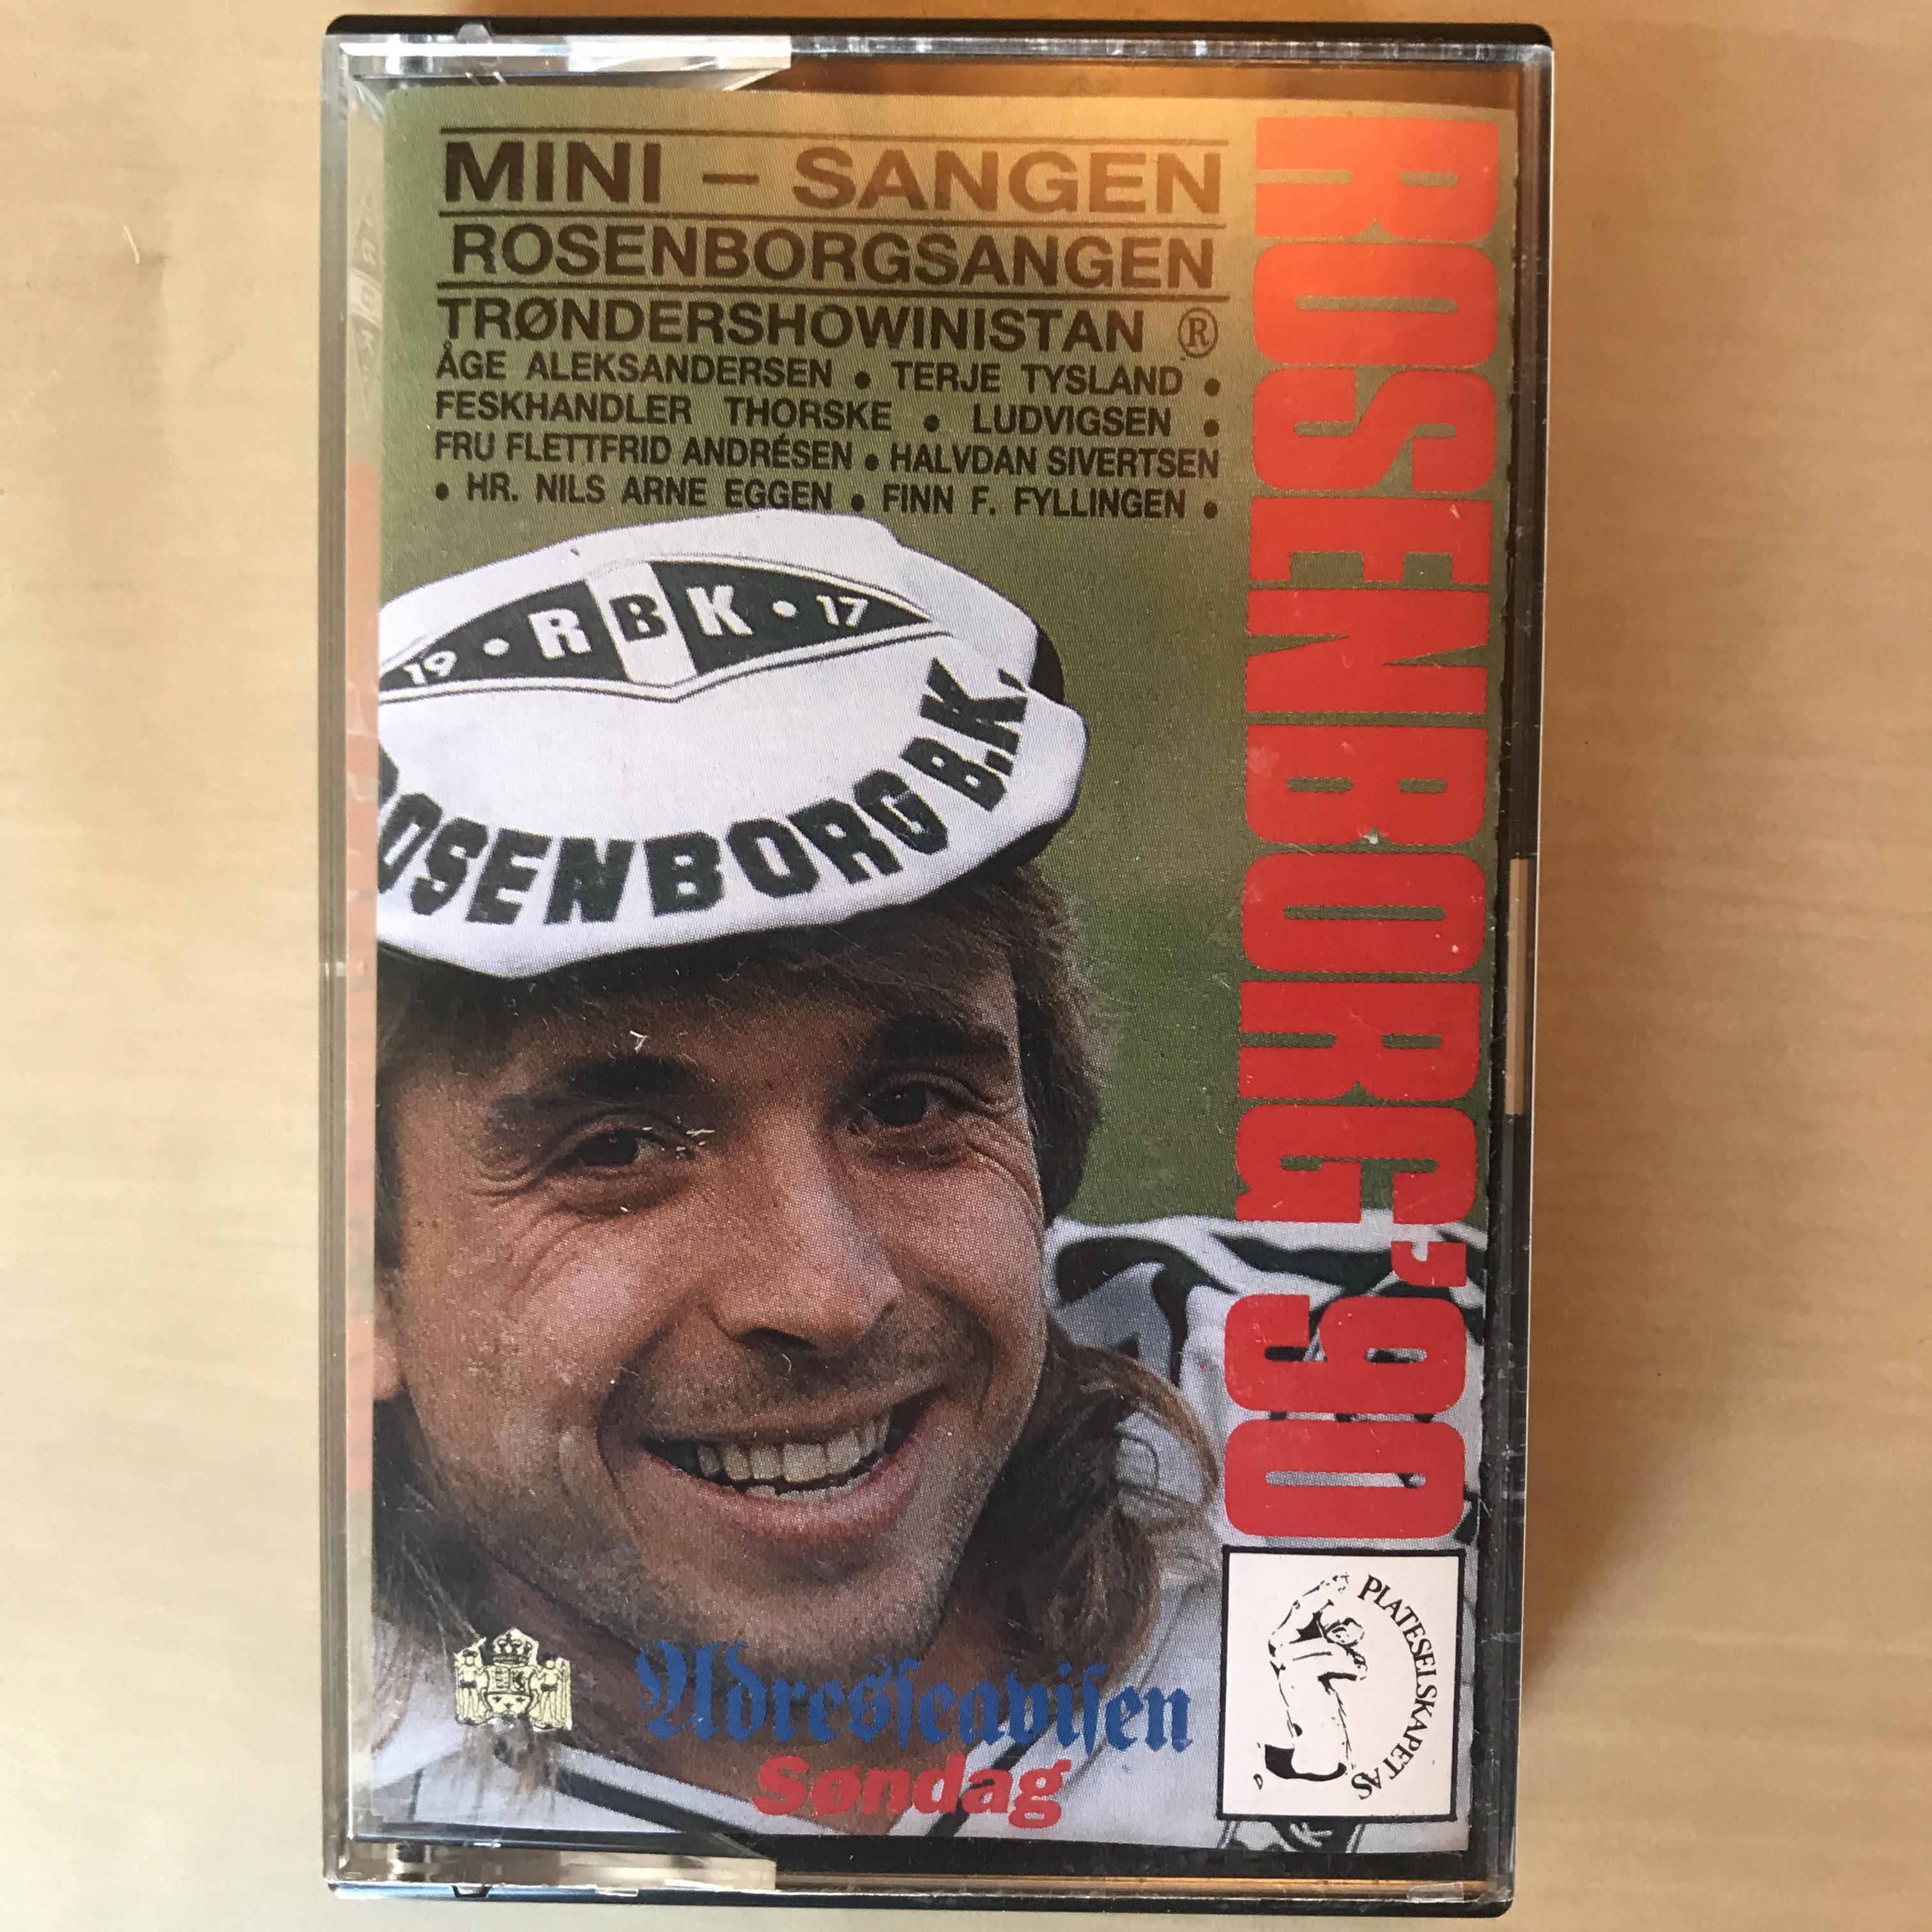 MINI – SANGEN
ROSENBORGSANGEN
TRØNDERSHOWINISTAN ®
ÅGE ALEKSANDERSEN • TERJE TYSLAND •
FESKHANDLER THORSKE • LUDVIGSEN •
FRU FLETTFRID ANDRÉSEN • HALVDAN SIVERTSEN
• HR. NILS ARNE EGGEN • FINN F. FYLLINGEN •
ROSENBORG '90
19 • RBK • 17
ROSENBORG B.K.
Adresseavisen
Søndag
PLATESELSKAPET AS